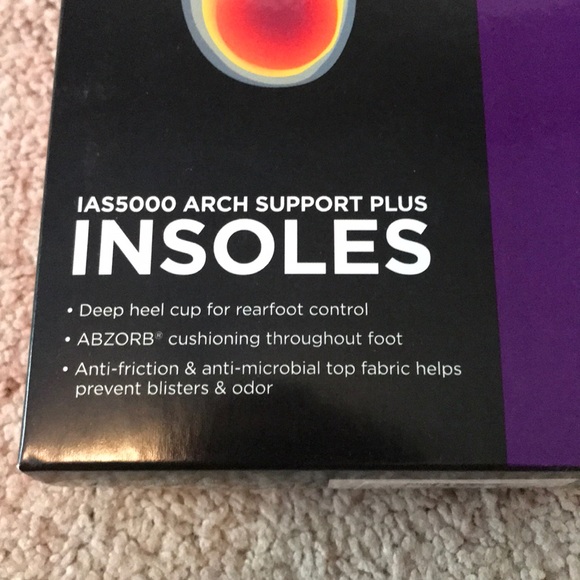 IAS5000 ARCH SUPPORT PLUS
INSOLES
• Deep heel cup for rearfoot control
• ABZORB® cushioning throughout foot
• Anti-friction & anti-microbial top fabric helps
prevent blisters & odor